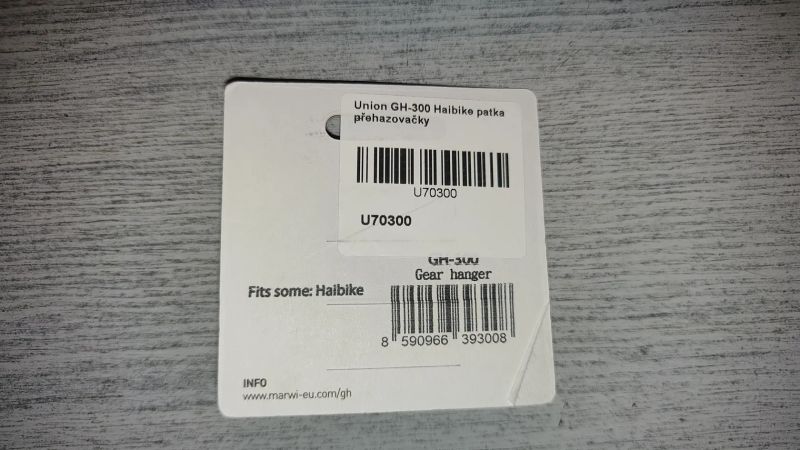 Union GH-300 Haibike patka
přehazovačky
U70300
U70300
GH-300
Gear hanger
Fits some: Haibike
8 590966 393008
INFO
www.marwi-eu.com/gh